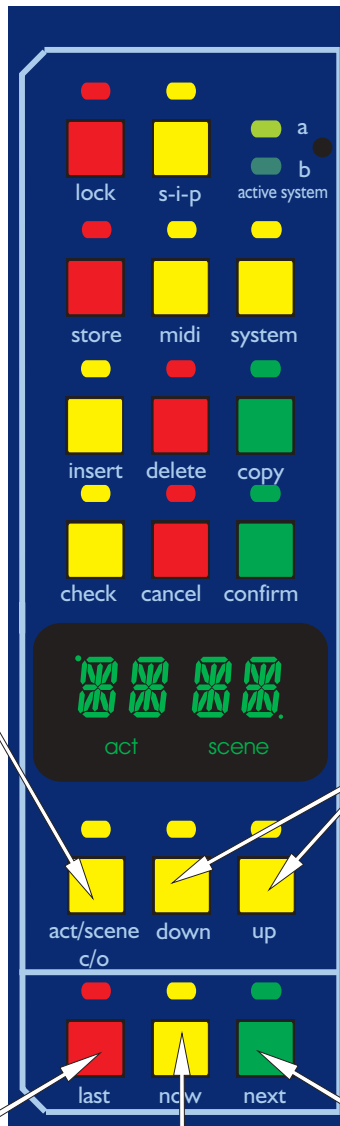 a
lock s-i-p b
active system
store midi system
insert delete copy
check cancel confirm
act scene
act/scene down up
c/o
last now next